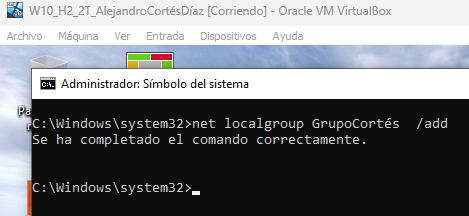 W10_H2_2T_AlejandroCortésDíaz [Corriendo] - Oracle VM VirtualBox
Archivo Máquina Ver Entrada Dispositivos Ayuda
Administrador: Símbolo del sistema
C:\Windows\system32>net localgroup GrupoCortés  /add
Se ha completado el comando correctamente.
C:\Windows\system32>